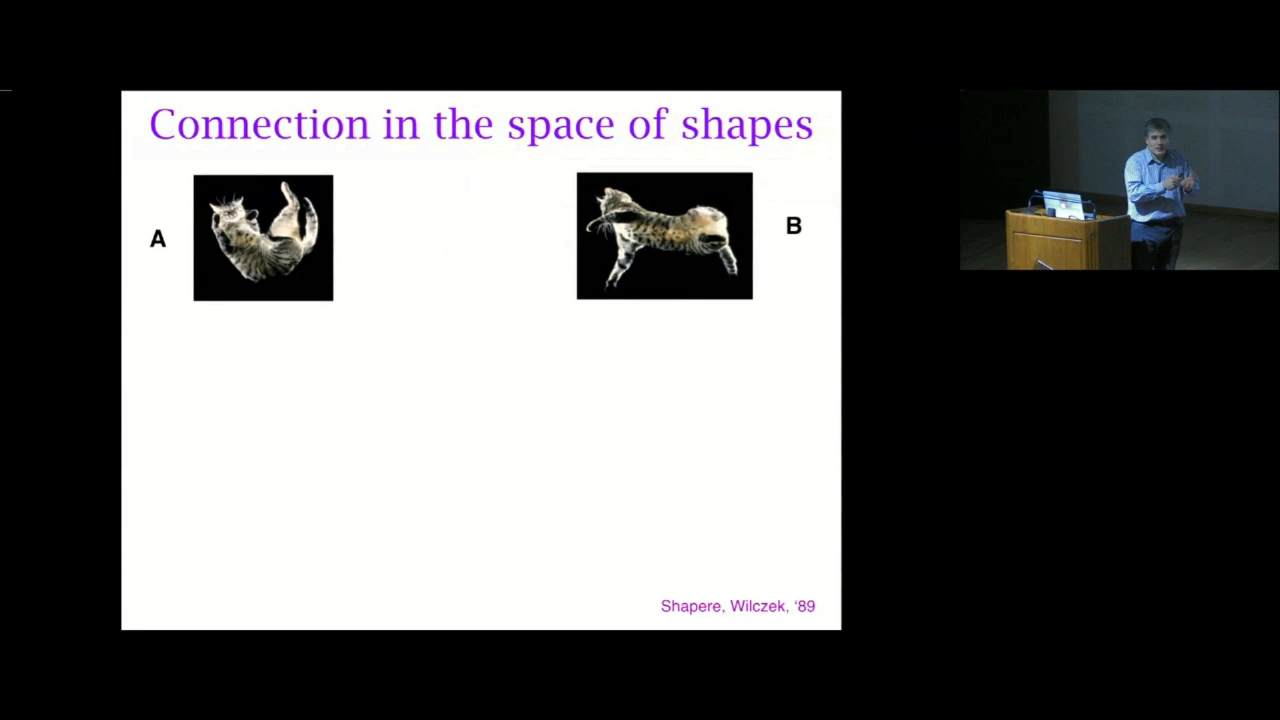 Connection in the space of shapes
A
B
Shapere, Wilczek, ‘89